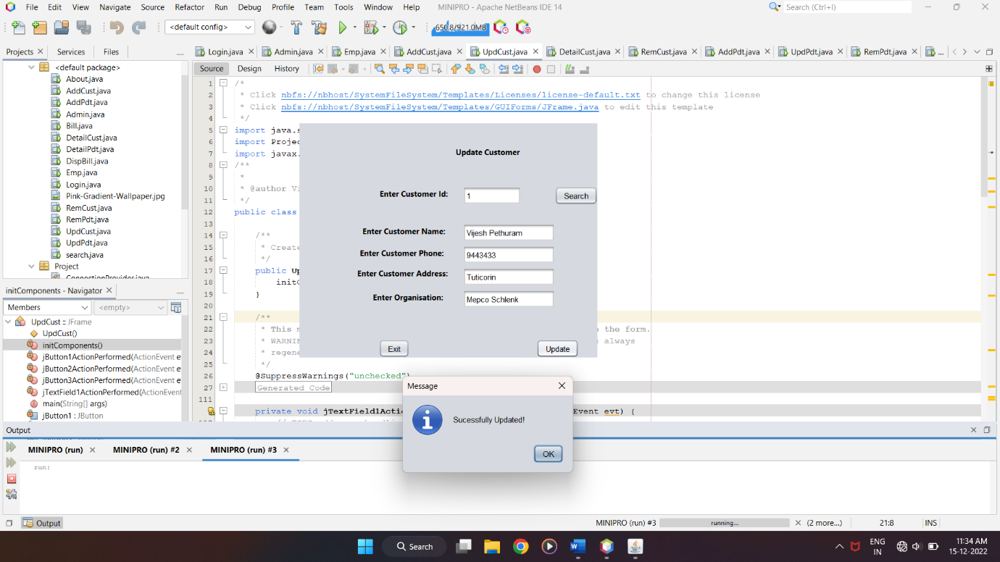 File Edit View Navigate Source Refactor Run Debug Profile Team Tools Window Help MINIPRO - Apache NetBeans IDE 14 Search (Ctrl+I)
<default config> 650.8/921.0MB
Projects Services Files
Login.java Admin.java Emp.java AddCust.java UpdCust.java DetailCust.java RemCust.java AddPdt.java UpdPdt.java RemPdt.java ...
Source Design History
<default package>
About.java
AddCust.java
AddPdt.java
Admin.java
Bill.java
DetailCust.java
DetailPdt.java
DispBill.java
Emp.java
Login.java
Pink-Gradient-Wallpaper.jpg
RemCust.java
RemPdt.java
UpdCust.java
UpdPdt.java
search.java
Project
ConnectionProvider.java
initComponents - Navigator
Members <empty>
UpdCust :: JFrame
UpdCust()
initComponents()
jButton1ActionPerformed(ActionEvent e
jButton2ActionPerformed(ActionEvent e
jButton3ActionPerformed(ActionEvent e
jTextField1ActionPerformed(ActionEvent
main(String[] args)
jButton1 : JButton
1 /*
2 * Click nbfs://nbhost/SystemFileSystem/Templates/Licenses/license-default.txt to change this license
3 * Click nbfs://nbhost/SystemFileSystem/Templates/GUIForms/JFrame.java to edit this template
4 */
5 import java.s
6 import Projec
7 import javax.
8 /**
9 *
10 * @author Vi
11 */
12 public class
13
14 /**
15 * Create
16 */
17 public Up
18 initC
19 }
20
21 /**
22 * This m s the form.
23 * WARNIN s always
24 * regene
25 */
26 @SuppressWarnings("unchecked")
27 Generated Code
111
private void jTextField1Actio Event evt) {
Update Customer
Enter Customer Id: 1 Search
Enter Customer Name: Vijesh Pethuram
Enter Customer Phone: 9443433
Enter Customer Address: Tuticorin
Enter Organisation: Mepco Schlenk
Exit Update
Message
Sucessfully Updated!
OK
Output
MINIPRO (run) MINIPRO (run) #2 MINIPRO (run) #3
run:
Output MINIPRO (run) #3 running... (2 more...) 21:8 INS
Search ENG IN 11:34 AM 15-12-2022